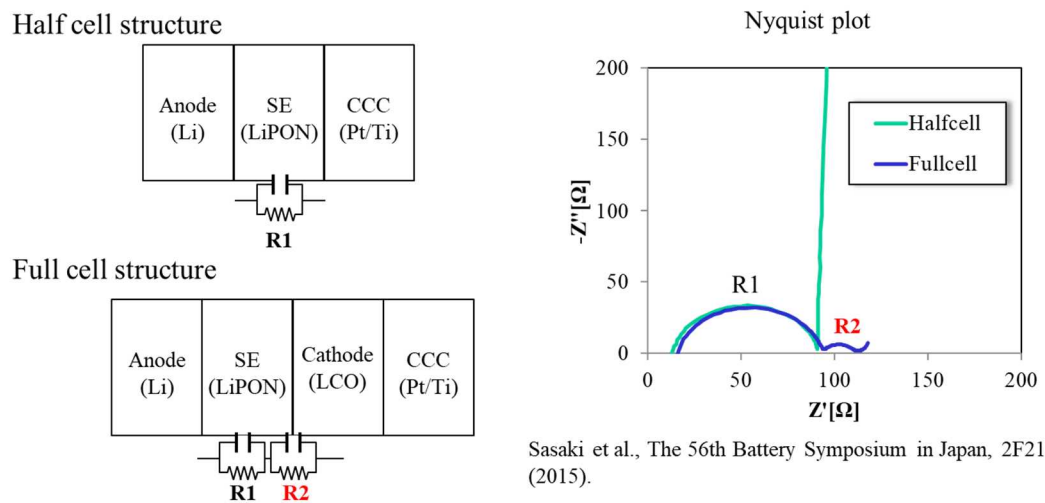 Half cell structure
Anode
(Li)
SE
(LiPON)
CCC
(Pt/Ti)
R1
Full cell structure
Anode
(Li)
SE
(LiPON)
Cathode
(LCO)
CCC
(Pt/Ti)
R1
R2
Nyquist plot
200
150
100
50
0
-Z''[Ω]
Halfcell
Fullcell
R1
R2
0
50
100
150
200
Z'[Ω]
Sasaki et al., The 56th Battery Symposium in Japan, 2F21
(2015).